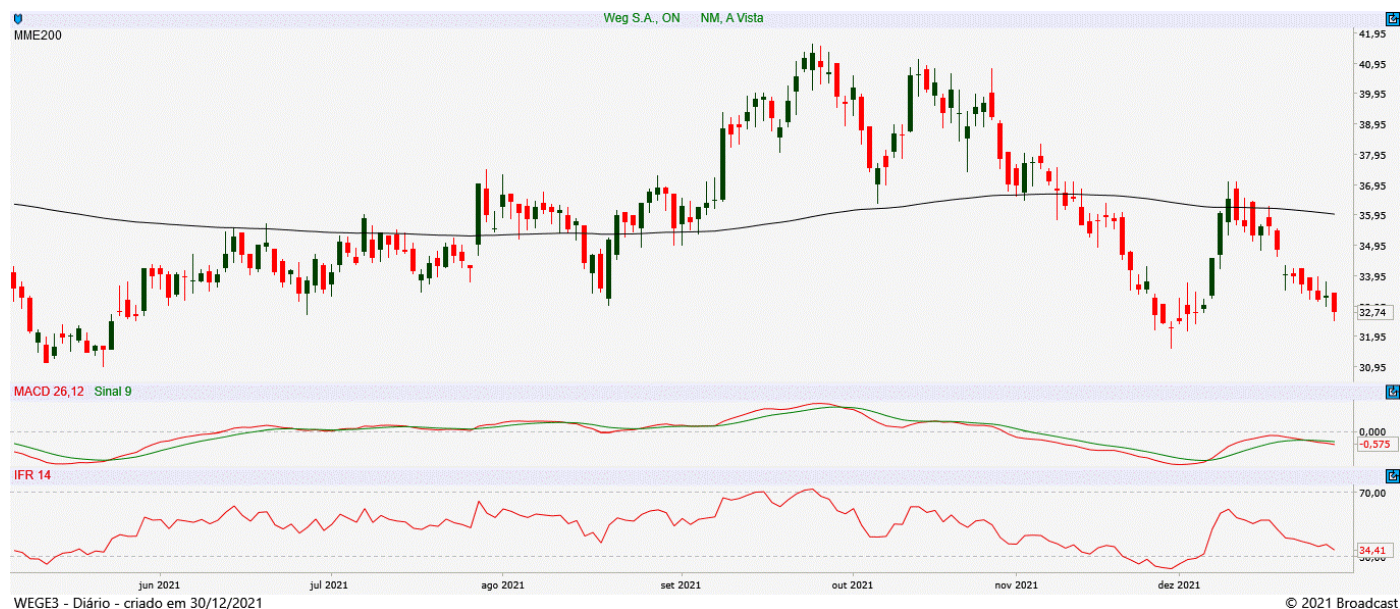 Weg S.A., ON NM, A Vista
MME200
41,95
40,95
39,95
38,95
37,95
36,95
35,95
34,95
33,95
32,74
31,95
30,95
MACD 26,12 Sinal 9
0,000
-0,575
IFR 14
70,00
34,41
jun 2021 jul 2021 ago 2021 set 2021 out 2021 nov 2021 dez 2021
WEGE3 - Diário - criado em 30/12/2021 © 2021 Broadcast